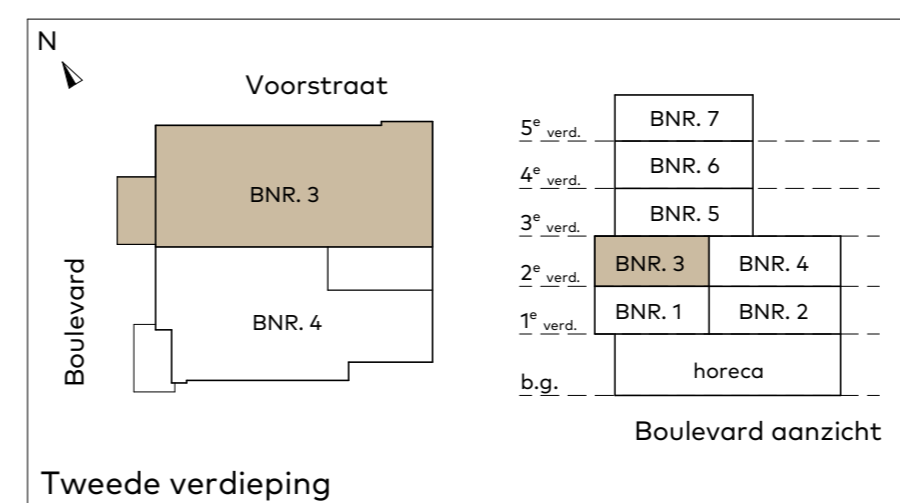 N
Voorstraat
BNR. 3
Boulevard
BNR. 4
5e verd.
BNR. 7
4e verd.
BNR. 6
3e verd.
BNR. 5
2e verd.
BNR. 3
BNR. 4
1e verd.
BNR. 1
BNR. 2
b.g.
horeca
Boulevard aanzicht
Tweede verdieping